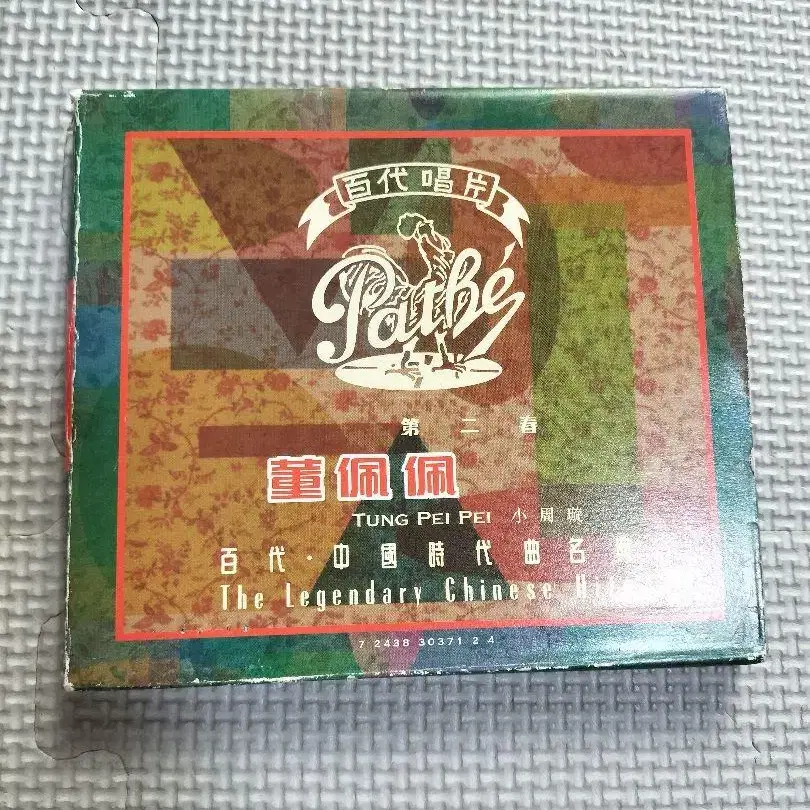 百代唱片
Pathé
第二春
董佩佩
TUNG PEI PEI 小周璇
百代·中國時代曲名
The Legendary Chinese
7 2438 30371 2 4